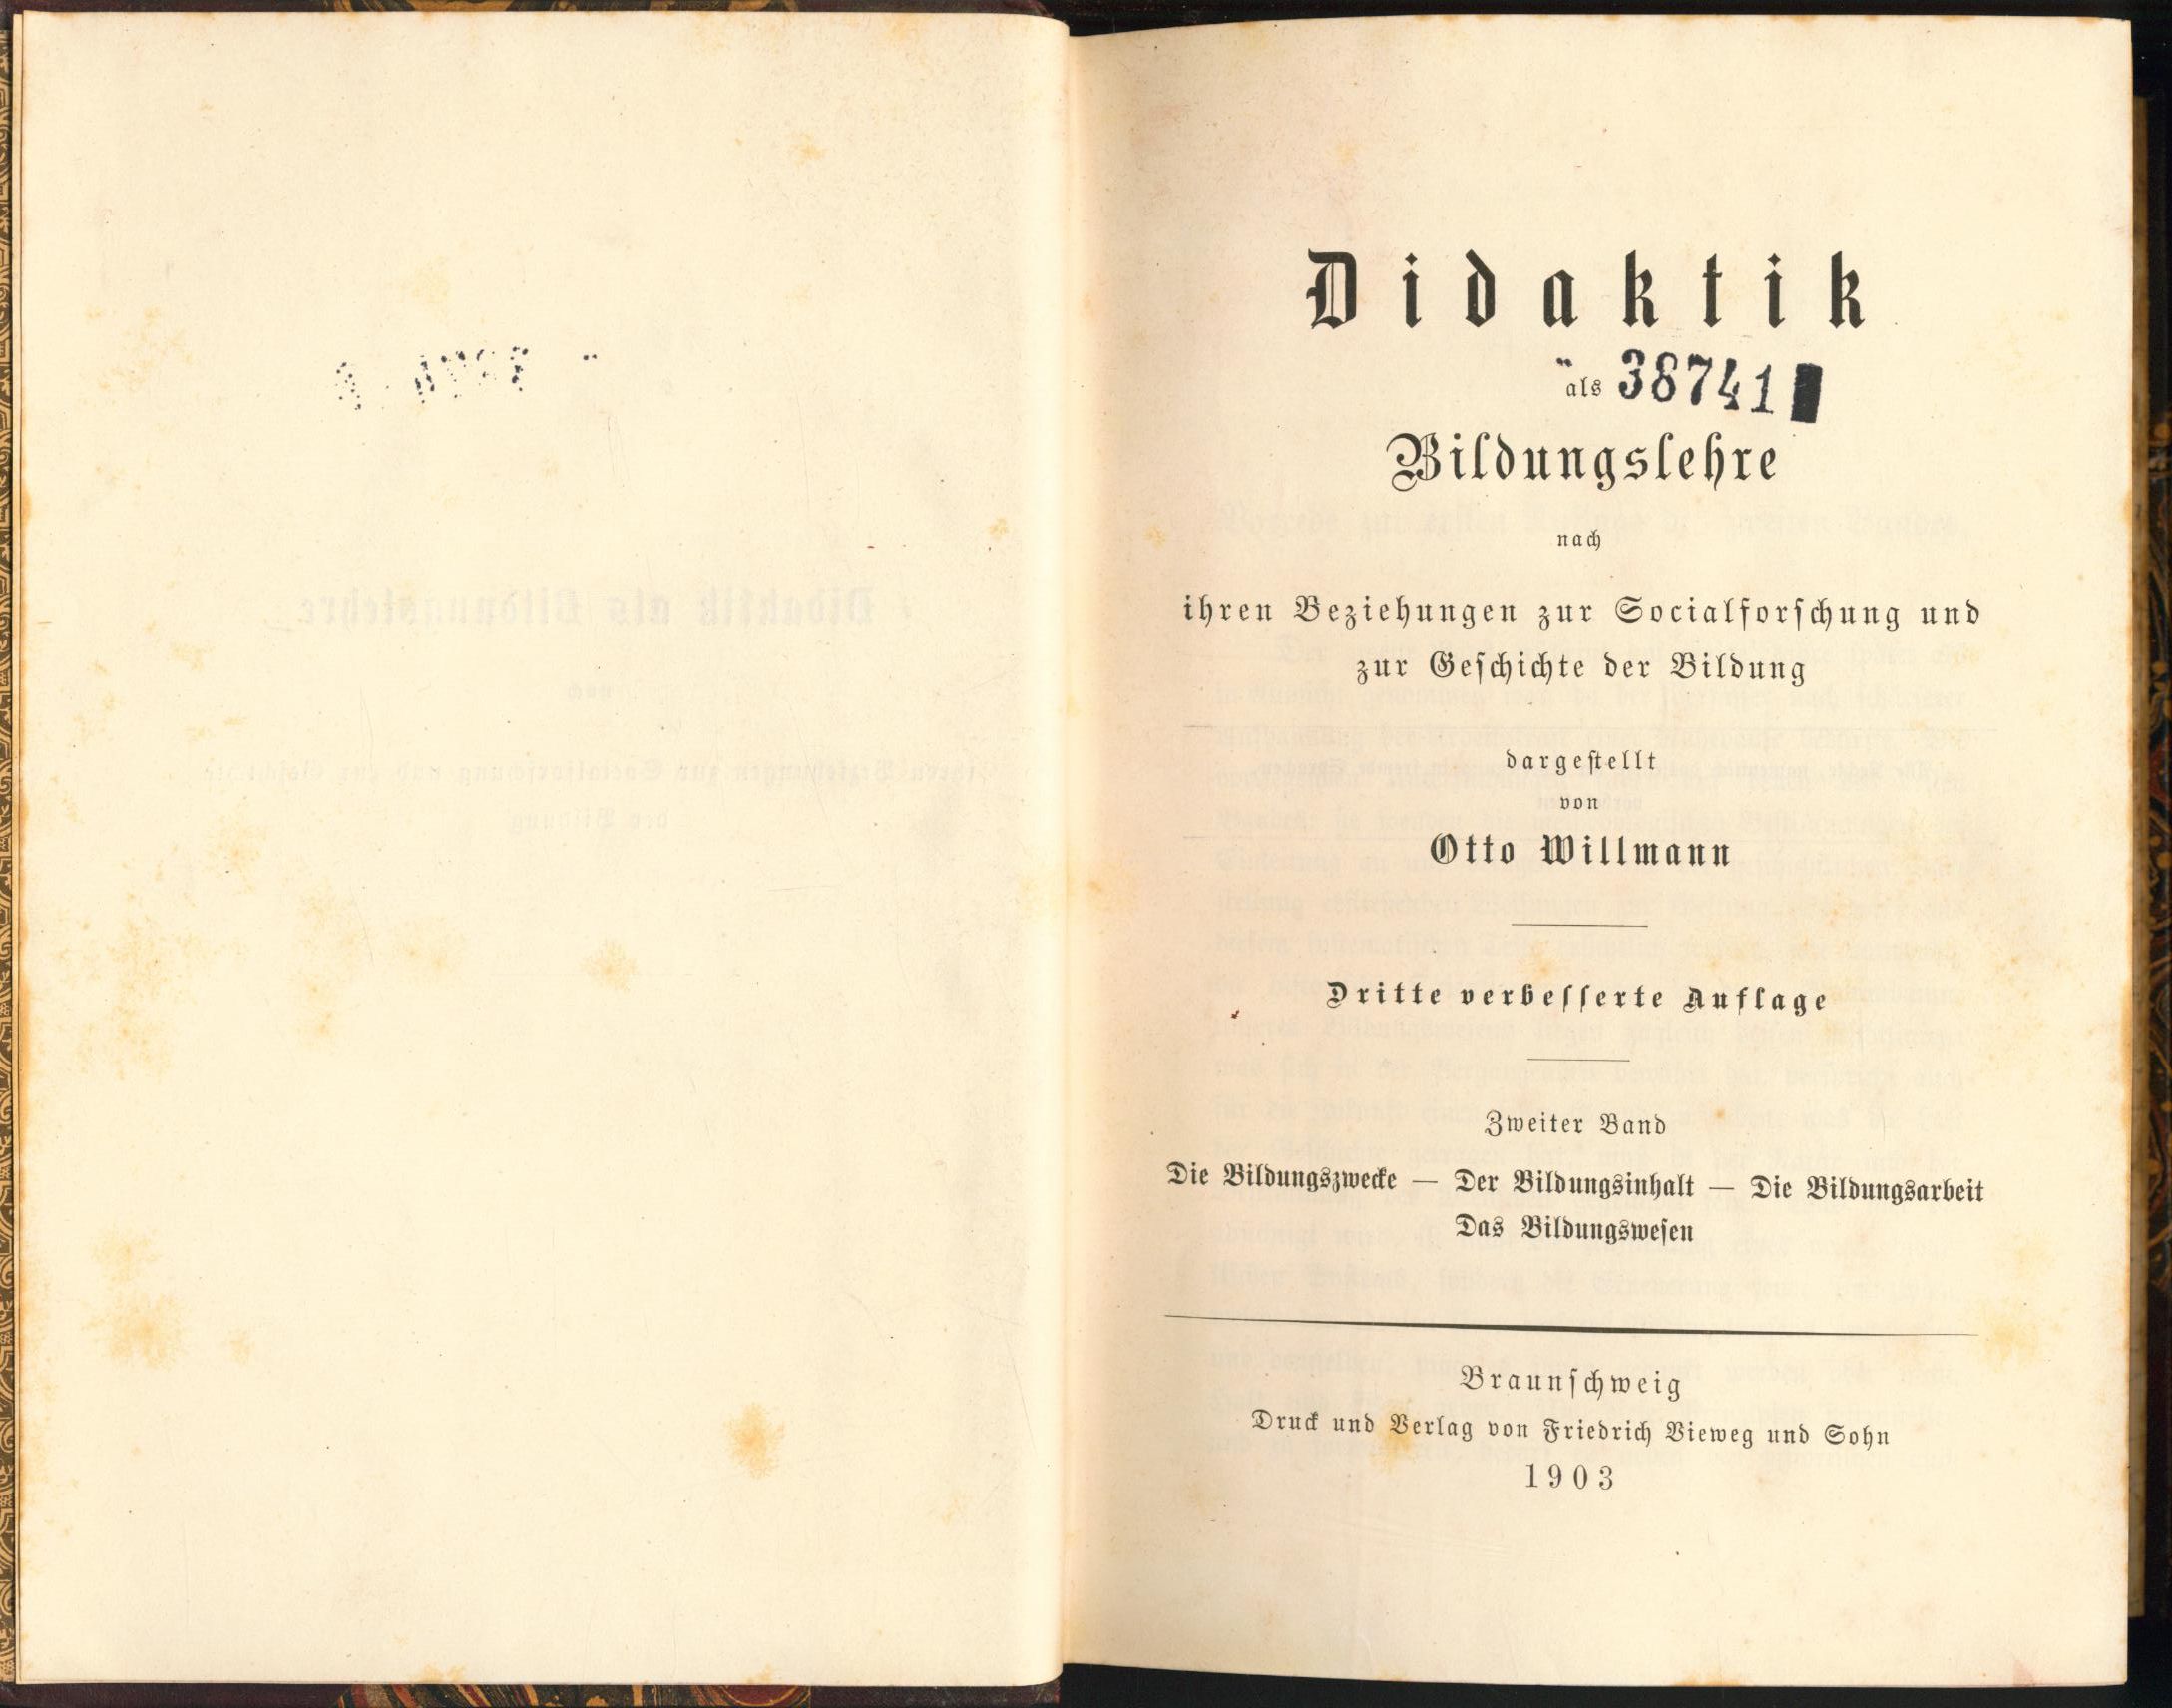 Didaktik
als 38741
Bildungslehre
nach
ihren Beziehungen zur Socialforschung und
zur Geschichte der Bildung
dargestellt
von
Otto Willmann
Dritte verbesserte Auflage
Zweiter Band
Die Bildungszwecke — Der Bildungsinhalt — Die Bildungsarbeit
Das Bildungswesen
Braunschweig
Druck und Verlag von Friedrich Vieweg und Sohn
1903